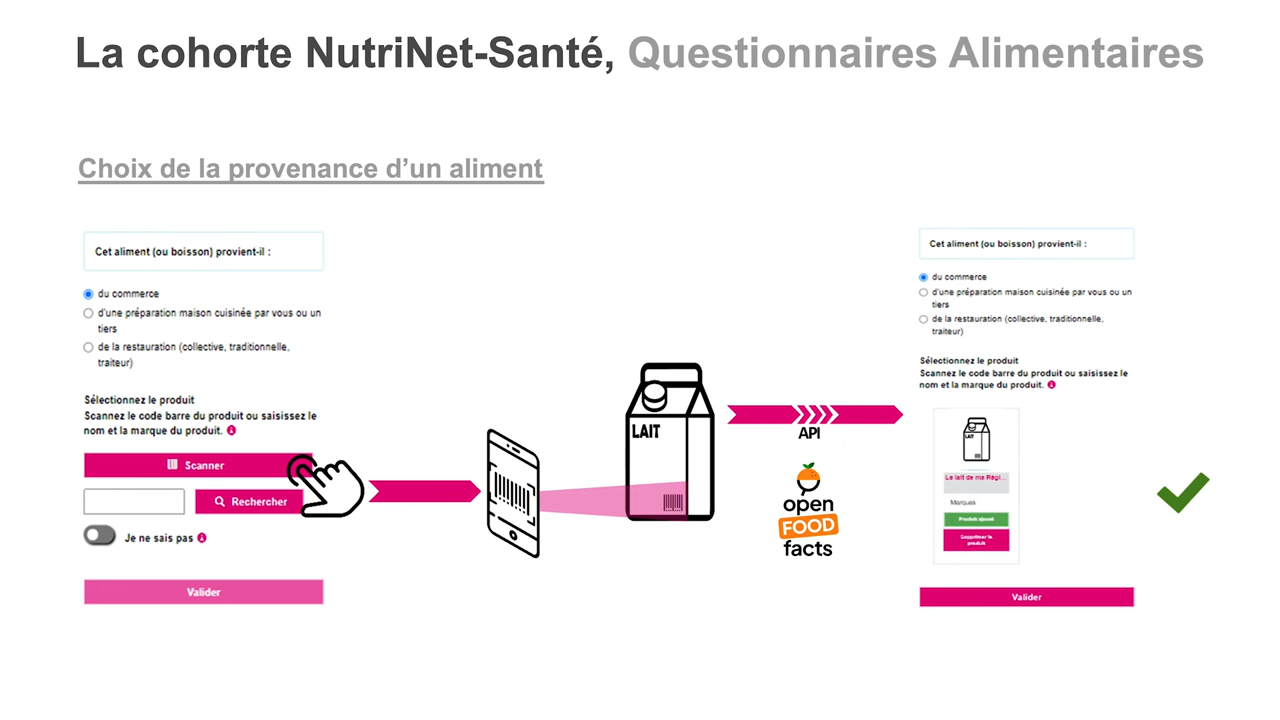 La cohorte NutriNet-Santé, Questionnaires Alimentaires
Choix de la provenance d'un aliment
Cet aliment (ou boisson) provient-il :
du commerce
d'une préparation maison cuisinée par vous ou un
tiers
de la restauration (collective, traditionnelle,
traiteur)
Sélectionnez le produit
Scannez le code barre du produit ou saisissez le
nom et la marque du produit.
Scanner
Rechercher
Je ne sais pas
Valider
LAIT
API
open
FOOD
facts
Cet aliment (ou boisson) provient-il :
du commerce
d'une préparation maison cuisinée par vous ou un
tiers
de la restauration (collective, traditionnelle,
traiteur)
Sélectionnez le produit
Scannez le code barre du produit ou saisissez le
nom et la marque du produit.
LAIT
Le lait de ma Régi...
Marques
Produit ajouté
Supprimer le
produit
Valider